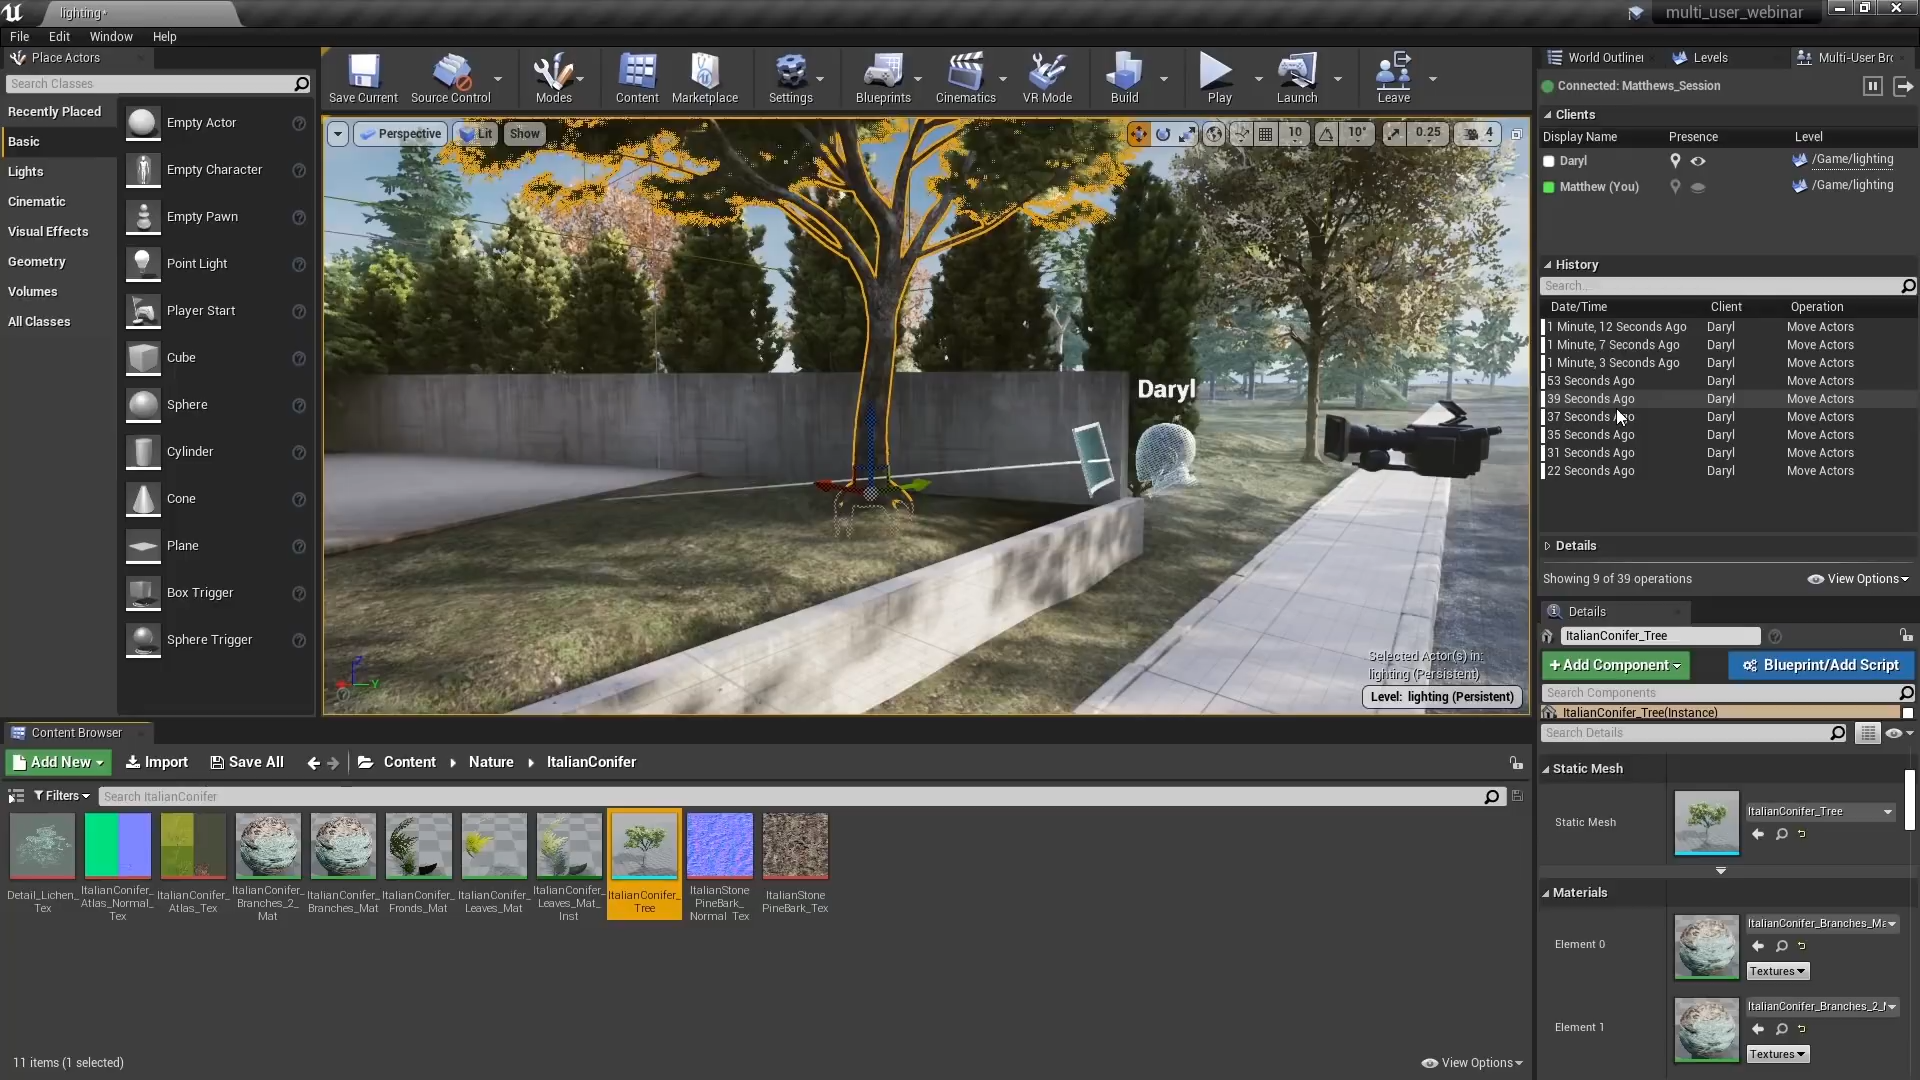 lighting*
multi_user_webinar
File Edit Window Help
Place Actors
Search Classes
Recently Placed
Basic
Lights
Cinematic
Visual Effects
Geometry
Volumes
All Classes
Empty Actor
Empty Character
Empty Pawn
Point Light
Player Start
Cube
Sphere
Cylinder
Cone
Plane
Box Trigger
Sphere Trigger
Save Current Source Control Modes Content Marketplace Settings Blueprints Cinematics VR Mode Build Play Launch Leave
Perspective Lit Show 10 10° 0.25 4
Daryl
Selected Actor(s) in:
lighting (Persistent)
Level: lighting (Persistent)
Z
Y
World Outliner Levels Multi-User Bro
Connected: Matthews_Session
Clients
Display Name Presence Level
Daryl /Game/lighting
Matthew (You) /Game/lighting
History
Search...
Date/Time Client Operation
1 Minute, 12 Seconds Ago Daryl Move Actors
1 Minute, 7 Seconds Ago Daryl Move Actors
1 Minute, 3 Seconds Ago Daryl Move Actors
53 Seconds Ago Daryl Move Actors
39 Seconds Ago Daryl Move Actors
37 Seconds Ago Daryl Move Actors
35 Seconds Ago Daryl Move Actors
31 Seconds Ago Daryl Move Actors
22 Seconds Ago Daryl Move Actors
Details
Showing 9 of 39 operations View Options
Details
ItalianConifer_Tree
+Add Component Blueprint/Add Script
Search Components
ItalianConifer_Tree(Instance)
Search Details
Static Mesh
Static Mesh ItalianConifer_Tree
Materials
Element 0 ItalianConifer_Branches_Ma
Textures
Element 1 ItalianConifer_Branches_2_M
Textures
Content Browser
Add New Import Save All Content Nature ItalianConifer
Filters Search ItalianConifer
Detail_Lichen_
Tex
ItalianConifer_
Atlas_Normal_
Tex
ItalianConifer_
Atlas_Tex
ItalianConifer_
Branches_2_
Mat
ItalianConifer_
Branches_Mat
ItalianConifer_
Fronds_Mat
ItalianConifer_
Leaves_Mat
ItalianConifer_
Leaves_Mat_
Inst
ItalianConifer_
Tree
ItalianStone
PineBark_
Normal_Tex
ItalianStone
PineBark_Tex
11 items (1 selected) View Options